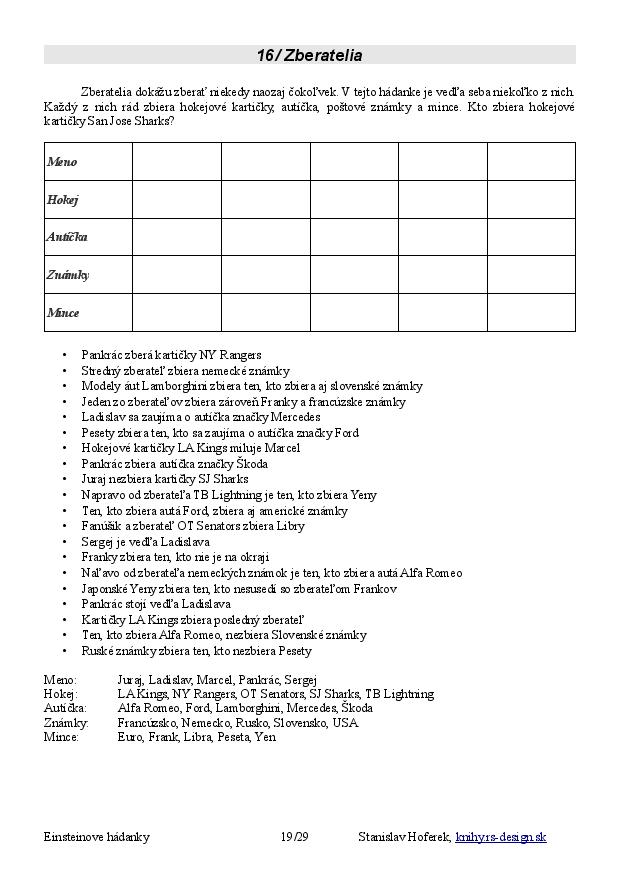 16/ Zberatelia
Zberatelia dokážu zberať niekedy naozaj čokoľvek. V tejto hádanke je vedľa seba niekoľko z nich.
Každý z nich rád zbiera hokejové kartičky, autíčka, poštové známky a mince. Kto zbiera hokejové
kartičky San Jose Sharks?
Meno
Hokej
Autíčka
Známky
Mince
• Pankrác zberá kartičky NY Rangers
• Stredný zberateľ zbiera nemecké známky
• Modely áut Lamborghini zbiera ten, kto zbiera aj slovenské známky
• Jeden zo zberateľov zbiera zároveň Franky a francúzske známky
• Ladislav sa zaujíma o autíčka značky Mercedes
• Pesety zbiera ten, kto sa zaujíma o autíčka značky Ford
• Hokejové kartičky LA Kings miluje Marcel
• Pankrác zbiera autíčka značky Škoda
• Juraj nezbiera kartičky SJ Sharks
• Napravo od zberateľa TB Lightning je ten, kto zbiera Yeny
• Ten, kto zbiera autá Ford, zbiera aj americké známky
• Fanúšik a zberateľ OT Senators zbiera Libry
• Sergej je vedľa Ladislava
• Franky zbiera ten, kto nie je na okraji
• Naľavo od zberateľa nemeckých známok je ten, kto zbiera autá Alfa Romeo
• Japonské Yeny zbiera ten, kto nesusedí so zberateľom Frankov
• Pankrác stojí vedľa Ladislava
• Kartičky LA Kings zbiera posledný zberateľ
• Ten, kto zbiera Alfa Romeo, nezbiera Slovenské známky
• Ruské známky zbiera ten, kto nezbiera Pesety
Meno: Juraj, Ladislav, Marcel, Pankrác, Sergej
Hokej: LA Kings, NY Rangers, OT Senators, SJ Sharks, TB Lightning
Autíčka: Alfa Romeo, Ford, Lamborghini, Mercedes, Škoda
Známky: Francúzsko, Nemecko, Rusko, Slovensko, USA
Mince: Euro, Frank, Libra, Peseta, Yen
Einsteinove hádanky 19/29 Stanislav Hoferek, knihy.rs-design.sk